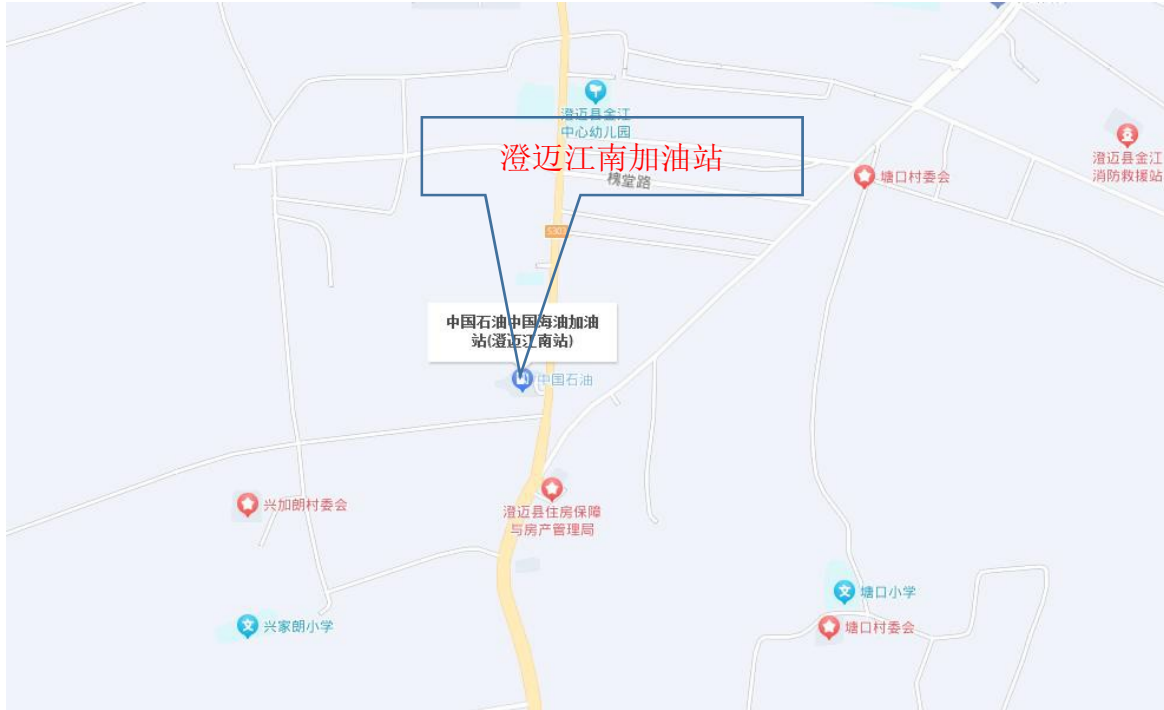 澄迈县金江
中心幼儿园
澄迈江南加油站
槐堂路
塘口村委会
澄迈县金江
消防救援站
中国石油中国海油加油
站(澄迈江南站)
中国石油
兴加朗村委会
澄迈县住房保障
与房产管理局
塘口小学
兴家朗小学
塘口村委会